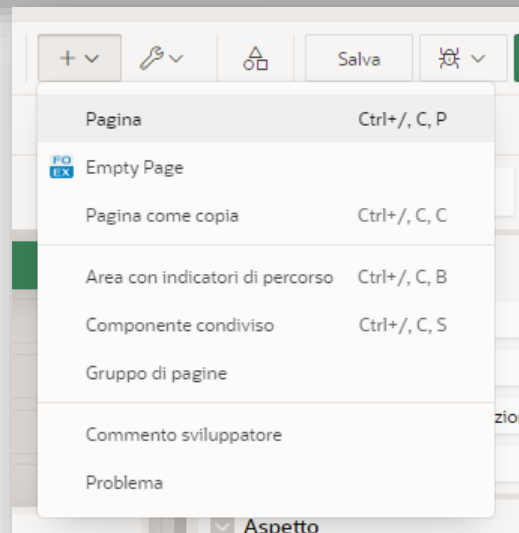 Salva
Pagina Ctrl+/, C, P
FO
EX
Empty Page
Pagina come copia Ctrl+/, C, C
Area con indicatori di percorso Ctrl+/, C, B
Componente condiviso Ctrl+/, C, S
Gruppo di pagine
Commento sviluppatore
Problema
Aspetto